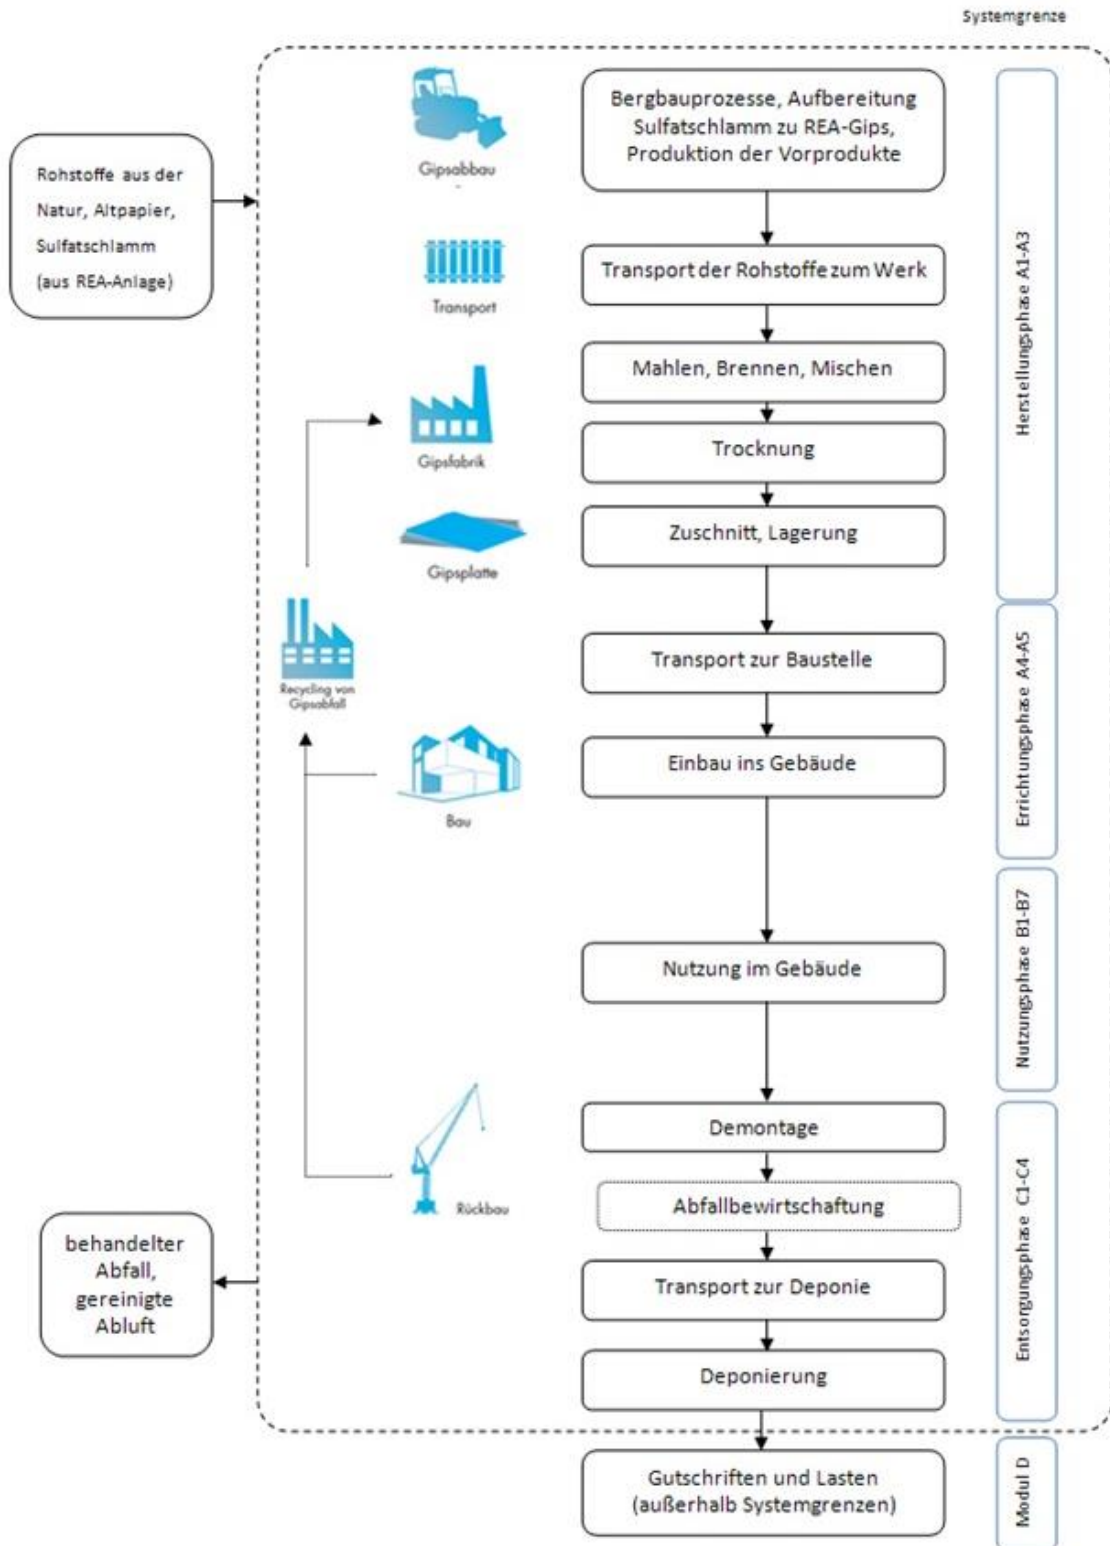 Systemgrenze
Rohstoffe aus der
Natur, Altpapier,
Sulfatschlamm
(aus REA-Anlage)
Gipsabbau
Bergbauprozesse, Aufbereitung
Sulfatschlamm zu REA-Gips,
Produktion der Vorprodukte
Transport
Transport der Rohstoffe zum Werk
Mahlen, Brennen, Mischen
Gipsfabrik
Trocknung
Gipsplatte
Zuschnitt, Lagerung
Herstellungsphase A1-A3
Recycling von
Gipsabfall
Transport zur Baustelle
Bau
Einbau ins Gebäude
Errichtungsphase A4-A5
Nutzung im Gebäude
Nutzungsphase B1-B7
Rückbau
Demontage
Abfallbewirtschaftung
behandelter
Abfall,
gereinigte
Abluft
Transport zur Deponie
Deponierung
Entsorgungsphase C1-C4
Gutschriften und Lasten
(außerhalb Systemgrenzen)
Modul D